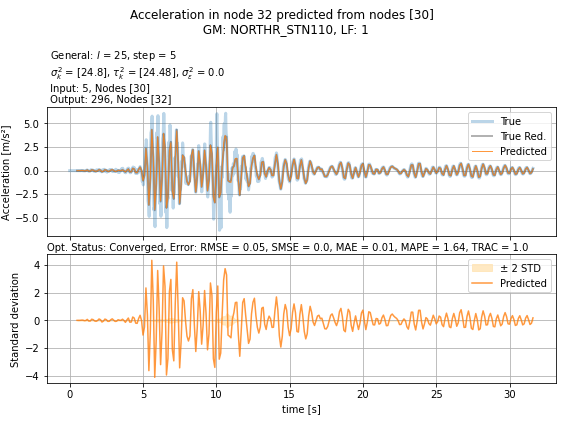 Acceleration in node 32 predicted from nodes [30]
GM: NORTHR_STN110, LF: 1
General: l = 25, step = 5
σ²ₖ = [24.8], τ²ₖ = [24.48], σ²ε = 0.0
Input: 5, Nodes [30]
Output: 296, Nodes [32]
Acceleration [m/s²]
5.0
2.5
0.0
−2.5
−5.0
True
True Red.
Predicted
Opt. Status: Converged, Error: RMSE = 0.05, SMSE = 0.0, MAE = 0.01, MAPE = 1.64, TRAC = 1.0
Standard deviation
4
2
0
−2
−4
± 2 STD
Predicted
0 5 10 15 20 25 30
time [s]